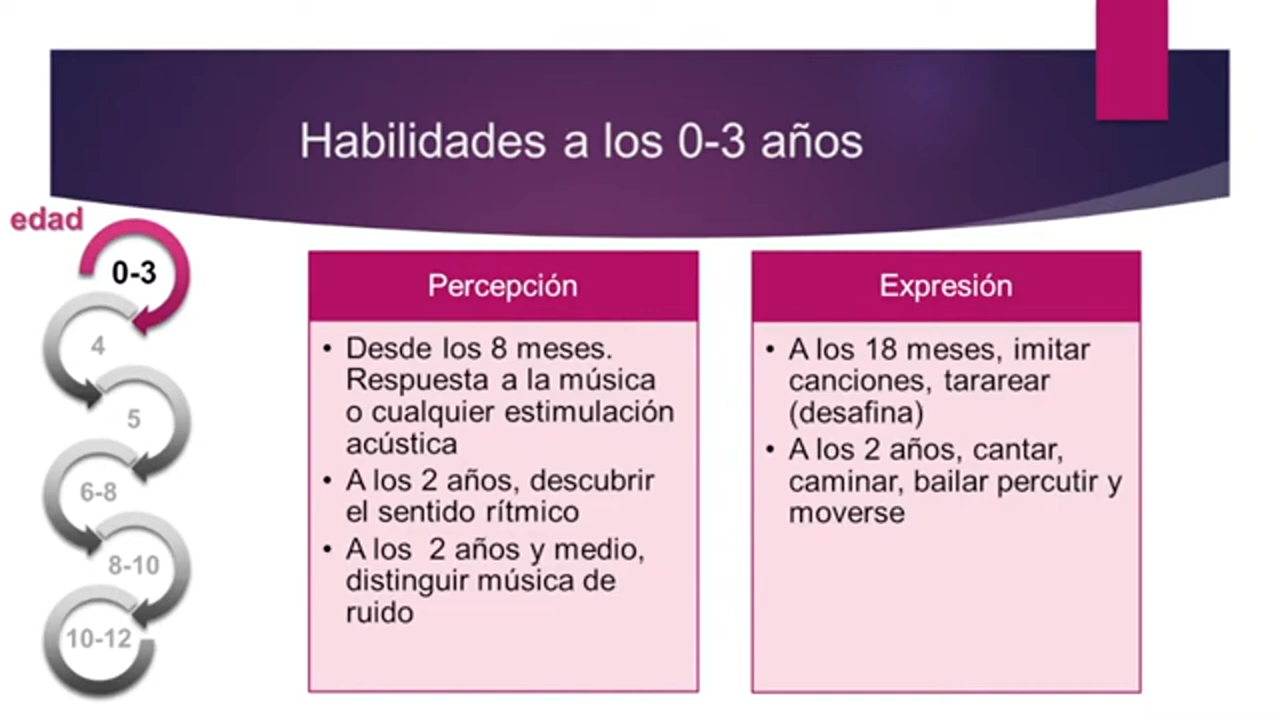 Habilidades a los 0-3 años
edad
0-3
4
5
6-8
8-10
10-12
Percepción
• Desde los 8 meses.
Respuesta a la música
o cualquier estimulación
acústica
• A los 2 años, descubrir
el sentido rítmico
• A los  2 años y medio,
distinguir música de
ruido
Expresión
• A los 18 meses, imitar
canciones, tararear
(desafina)
• A los 2 años, cantar,
caminar, bailar percutir y
moverse